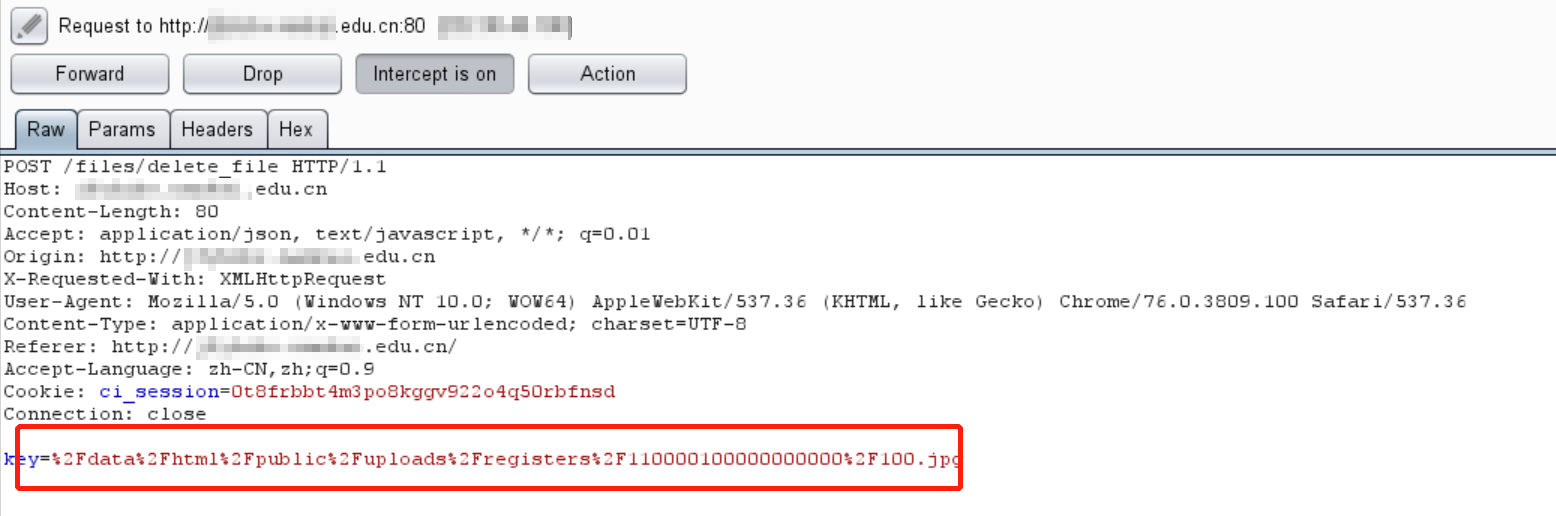 Request to http:// .edu.cn:80
Forward Drop Intercept is on Action
Raw Params Headers Hex
POST /files/delete_file HTTP/1.1
Host: .edu.cn
Content-Length: 80
Accept: application/json, text/javascript, */*; q=0.01
Origin: http:// .edu.cn
X-Requested-With: XMLHttpRequest
User-Agent: Mozilla/5.0 (Windows NT 10.0; WOW64) AppleWebKit/537.36 (KHTML, like Gecko) Chrome/76.0.3809.100 Safari/537.36
Content-Type: application/x-www-form-urlencoded; charset=UTF-8
Referer: http:// .edu.cn/
Accept-Language: zh-CN,zh;q=0.9
Cookie: ci_session=0t8frbbt4m3po8kggv922o4q50rbfnsd
Connection: close
key=%2Fdata%2Fhtml%2Fpublic%2Fuploads%2Fregisters%2F110000100000000000%2F100.jpg